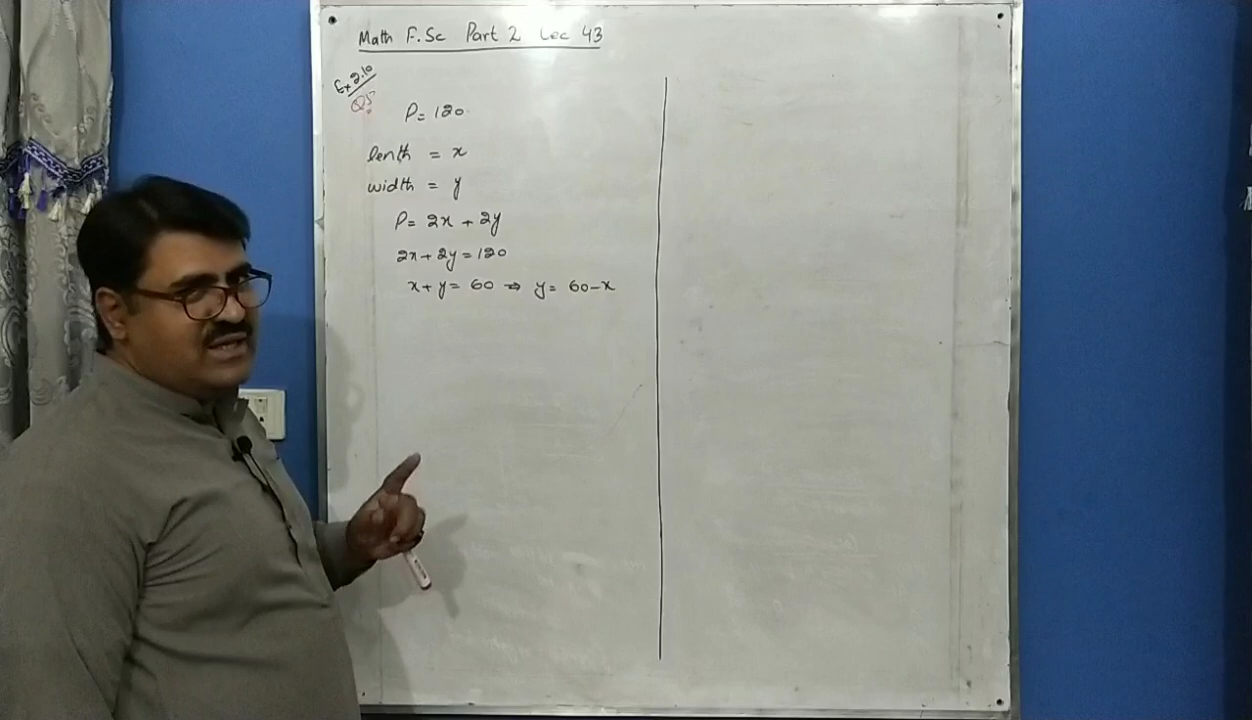 Math F.Sc Part 2 Lec 43
Ex 2.10
Q5
P = 120
lenth = x
width = y
P = 2x + 2y
2x + 2y = 120
x + y = 60 ⇒ y = 60 - x